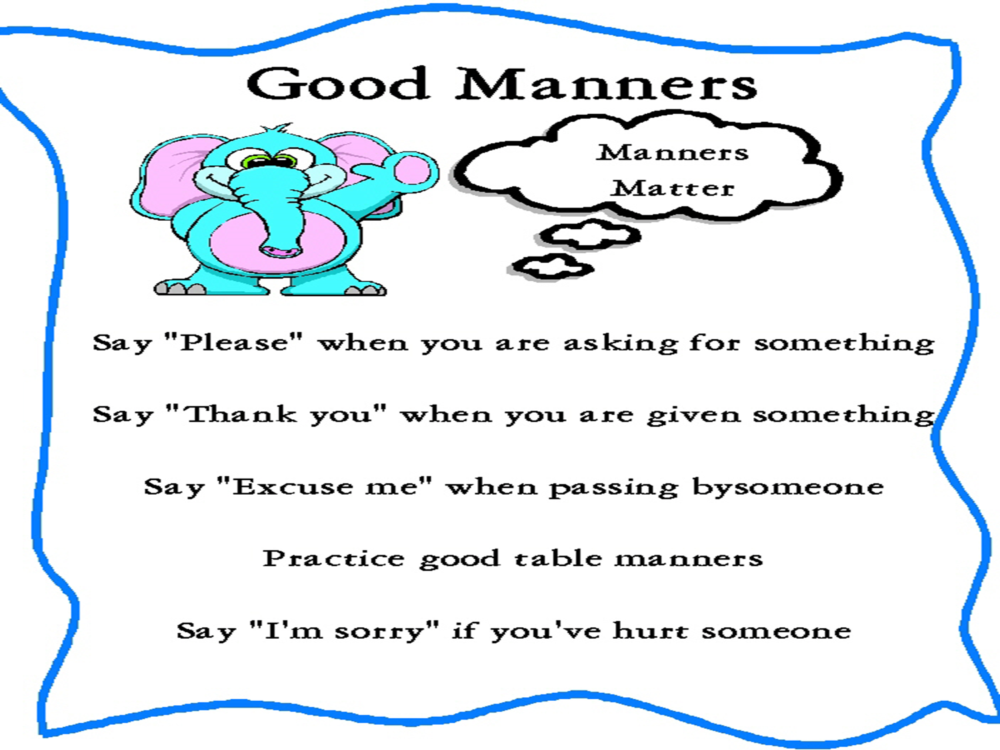 Good Manners
Manners
Matter
Say "Please" when you are asking for something
Say "Thank you" when you are given something
Say "Excuse me" when passing bysomeone
Practice good table manners
Say "I'm sorry" if you've hurt someone